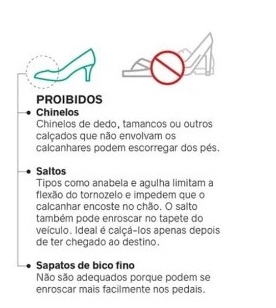 PROIBIDOS
• Chinelos
Chinelos de dedo, tamancos ou outros
calçados que não envolvam os
calcanhares podem escorregar dos pés.
• Saltos
Tipos como anabela e agulha limitam a
flexão do tornozelo e impedem que o
calcanhar encoste no chão. O salto
também pode enroscar no tapete do
veículo. Ideal é calçá-los apenas depois
de ter chegado ao destino.
• Sapatos de bico fino
Não são adequados porque podem se
enroscar mais facilmente nos pedais.